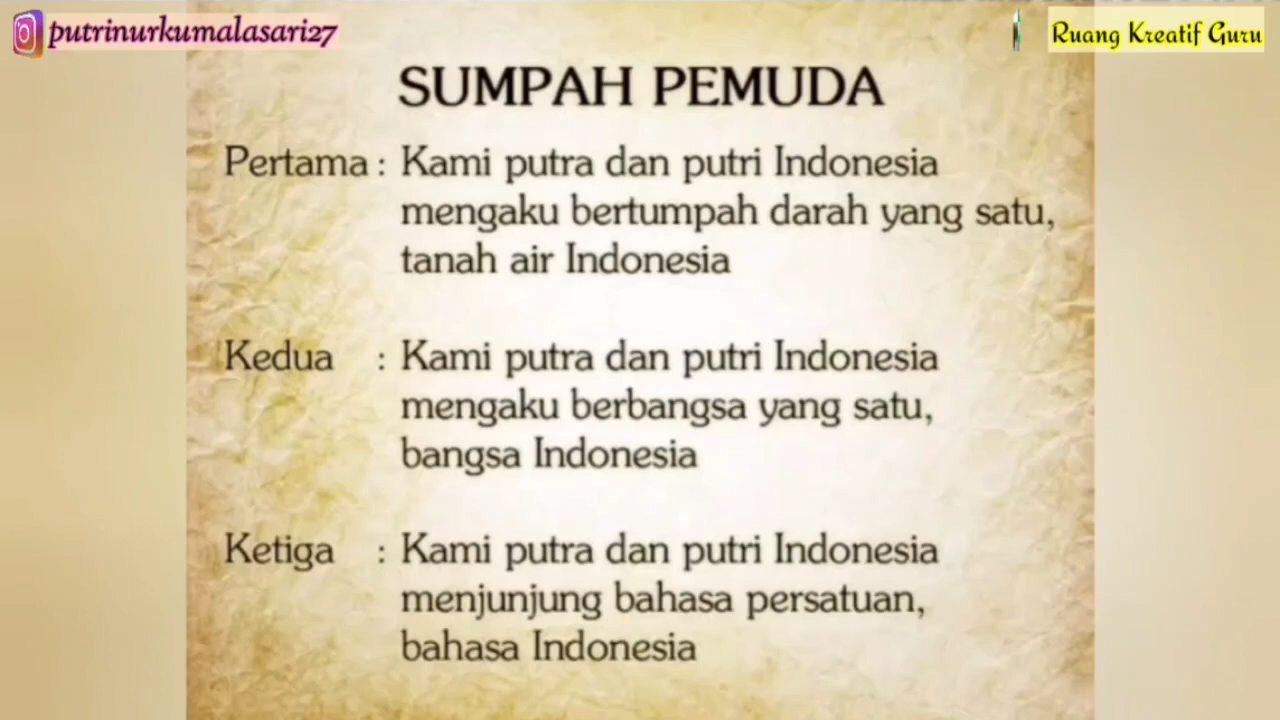 putrinurkumalasari27
Ruang Kreatif Guru
SUMPAH PEMUDA
Pertama : Kami putra dan putri Indonesia
mengaku bertumpah darah yang satu,
tanah air Indonesia
Kedua : Kami putra dan putri Indonesia
mengaku berbangsa yang satu,
bangsa Indonesia
Ketiga : Kami putra dan putri Indonesia
menjunjung bahasa persatuan,
bahasa Indonesia